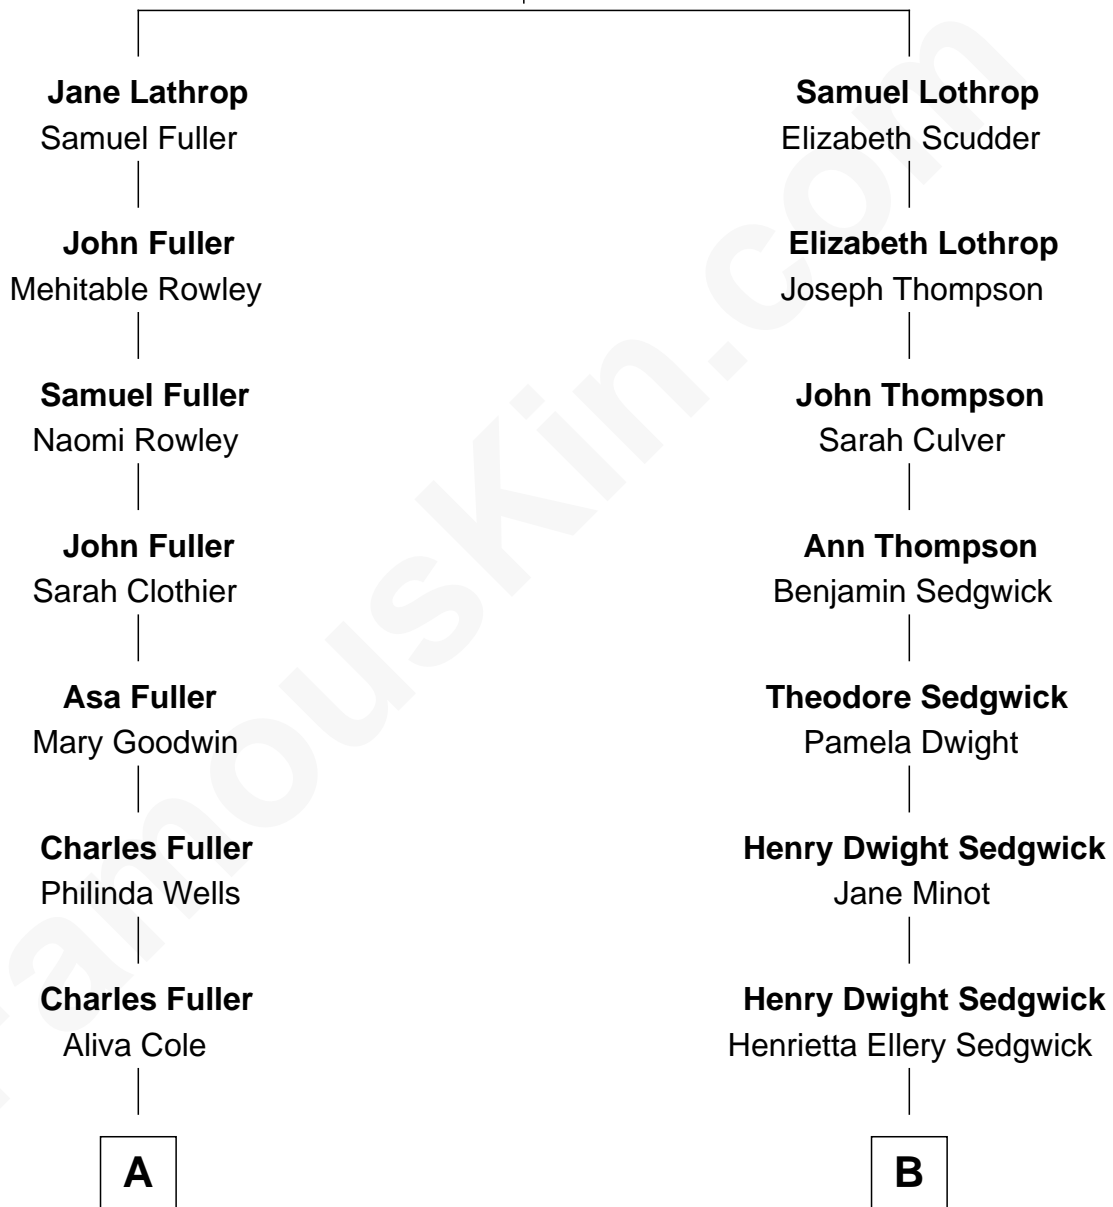 Jane Lathrop
Samuel Fuller
John Fuller
Mehitable Rowley
Samuel Fuller
Naomi Rowley
John Fuller
Sarah Clothier
Asa Fuller
Mary Goodwin
Charles Fuller
Philinda Wells
Charles Fuller
Aliva Cole
A
Samuel Lothrop
Elizabeth Scudder
Elizabeth Lothrop
Joseph Thompson
John Thompson
Sarah Culver
Ann Thompson
Benjamin Sedgwick
Theodore Sedgwick
Pamela Dwight
Henry Dwight Sedgwick
Jane Minot
Henry Dwight Sedgwick
Henrietta Ellery Sedgwick
B
FamousKin.com